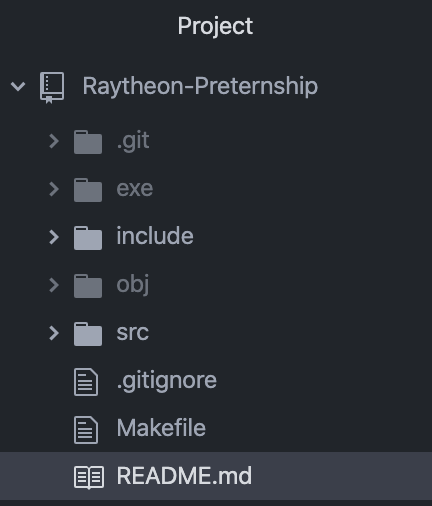 Project
Raytheon-Preternship
.git
exe
include
obj
src
.gitignore
Makefile
README.md